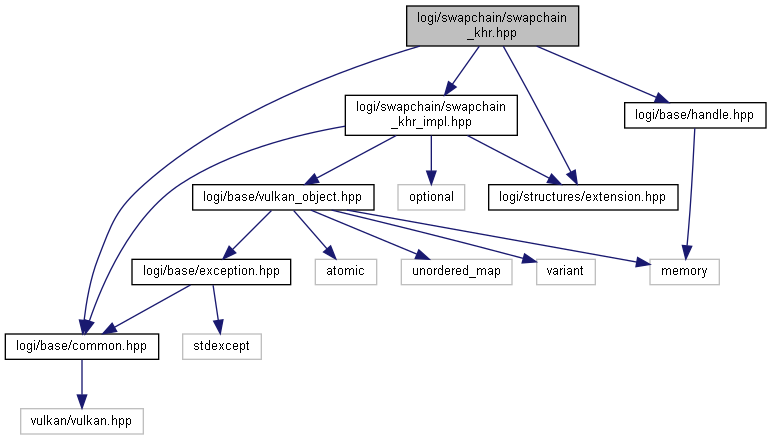 logi/swapchain/swapchain
_khr.hpp
logi/swapchain/swapchain
_khr_impl.hpp
logi/base/handle.hpp
logi/base/vulkan_object.hpp
optional
logi/structures/extension.hpp
logi/base/exception.hpp
atomic
unordered_map
variant
memory
logi/base/common.hpp
stdexcept
vulkan/vulkan.hpp